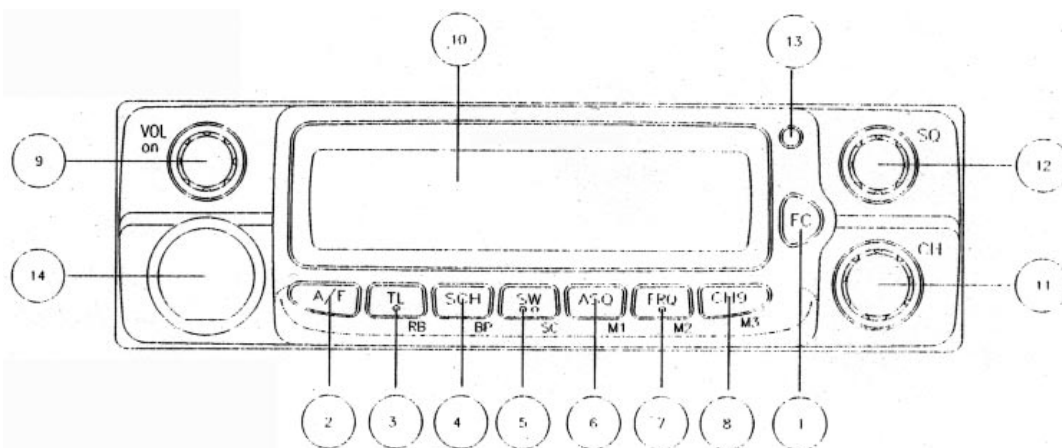 10
13
VOL
on
SQ
9
12
FC
CH
14
11
A/F TL SCH SW ASQ FRQ CH9
RB BP SC M1 M2 M3
2 3 4 5 6 7 8 1